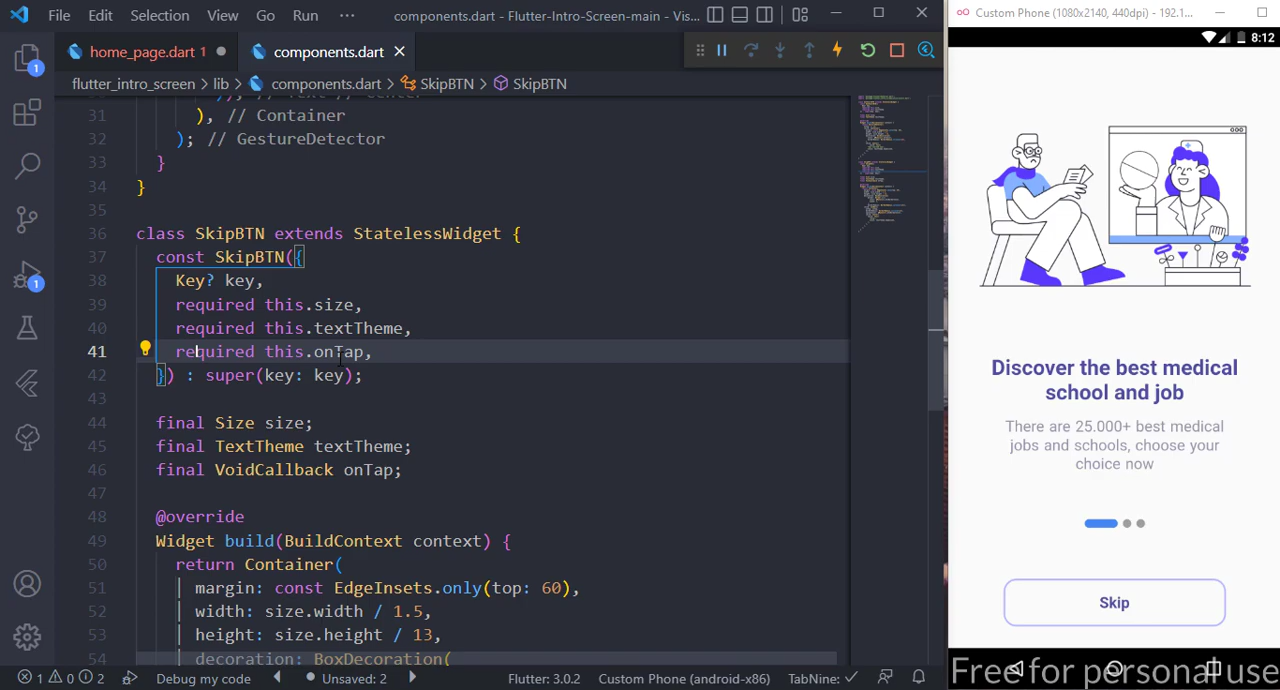 File Edit Selection View Go Run ··· components.dart - Flutter-Intro-Screen-main - Vis...
Custom Phone (1080x2140, 440dpi) - 192.1...
8:12
home_page.dart 1
components.dart
flutter_intro_screen > lib > components.dart > SkipBTN > SkipBTN
31 ), // Container
32 ); // GestureDetector
33 }
34 }
35
36 class SkipBTN extends StatelessWidget {
37 const SkipBTN({
38 Key? key,
39 required this.size,
40 required this.textTheme,
41 required this.onTap,
42 }) : super(key: key);
43
44 final Size size;
45 final TextTheme textTheme;
46 final VoidCallback onTap;
47
48 @override
49 Widget build(BuildContext context) {
50 return Container(
51 margin: const EdgeInsets.only(top: 60),
52 width: size.width / 1.5,
53 height: size.height / 13,
54 decoration: BoxDecoration(
1
1
Discover the best medical
school and job
There are 25.000+ best medical
jobs and schools, choose your
choice now
Skip
1 0 2 Debug my code Unsaved: 2 Flutter: 3.0.2 Custom Phone (android-x86) TabNine:
Free for personal use